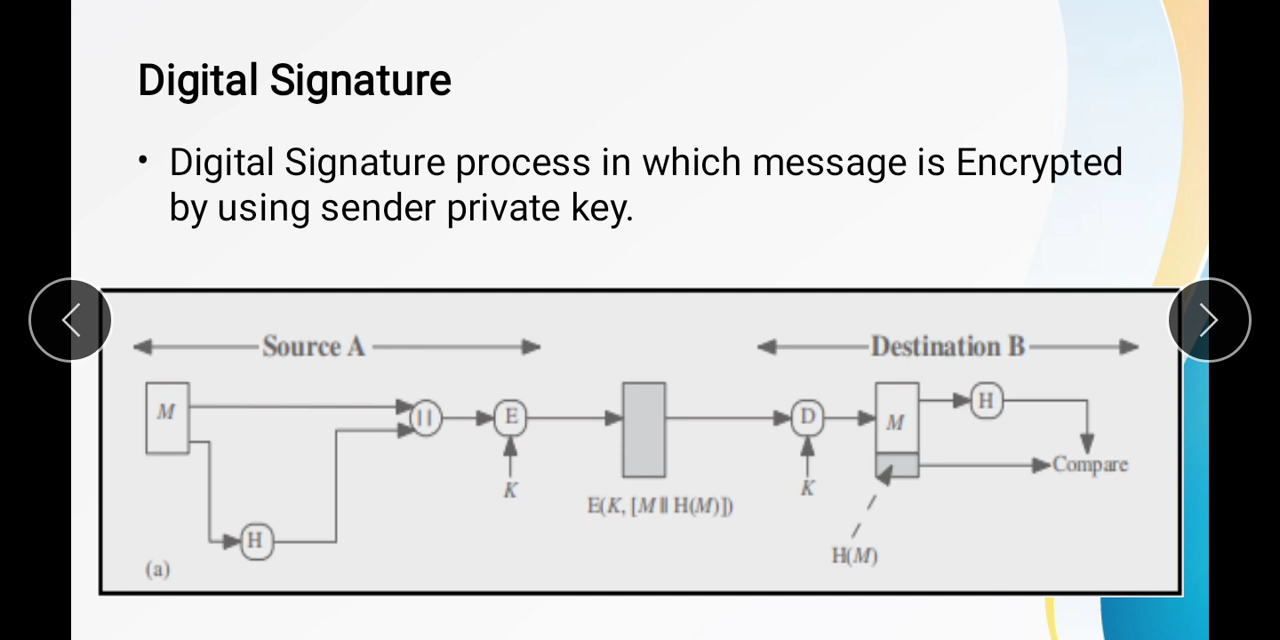 Digital Signature
• Digital Signature process in which message is Encrypted
by using sender private key.
Source A
Destination B
M
||
E
D
M
H
K
K
Compare
E(K, [M || H(M)])
H
H(M)
(a)